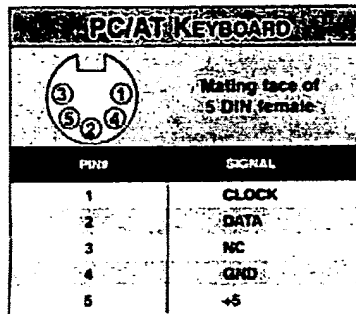 PC/AT KEYBOARD
Mating face of
5 DIN female
3 1
5 4
2
PIN# SIGNAL
1 CLOCK
2 DATA
3 NC
4 GND
5 +5